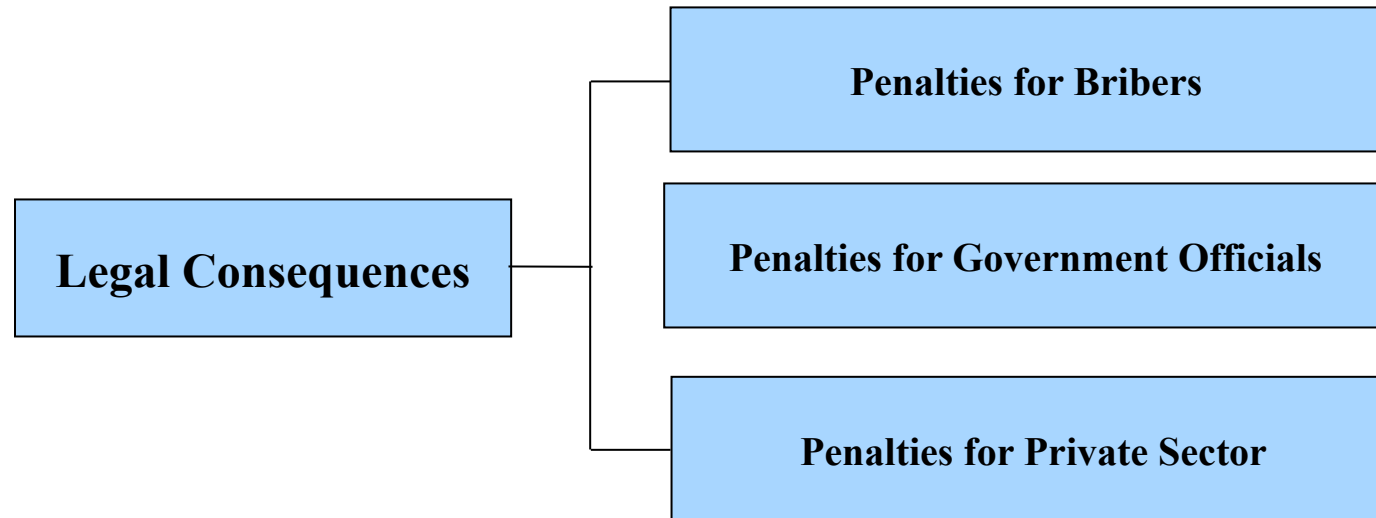 Penalties for Bribers
Legal Consequences
Penalties for Government Officials
Penalties for Private Sector